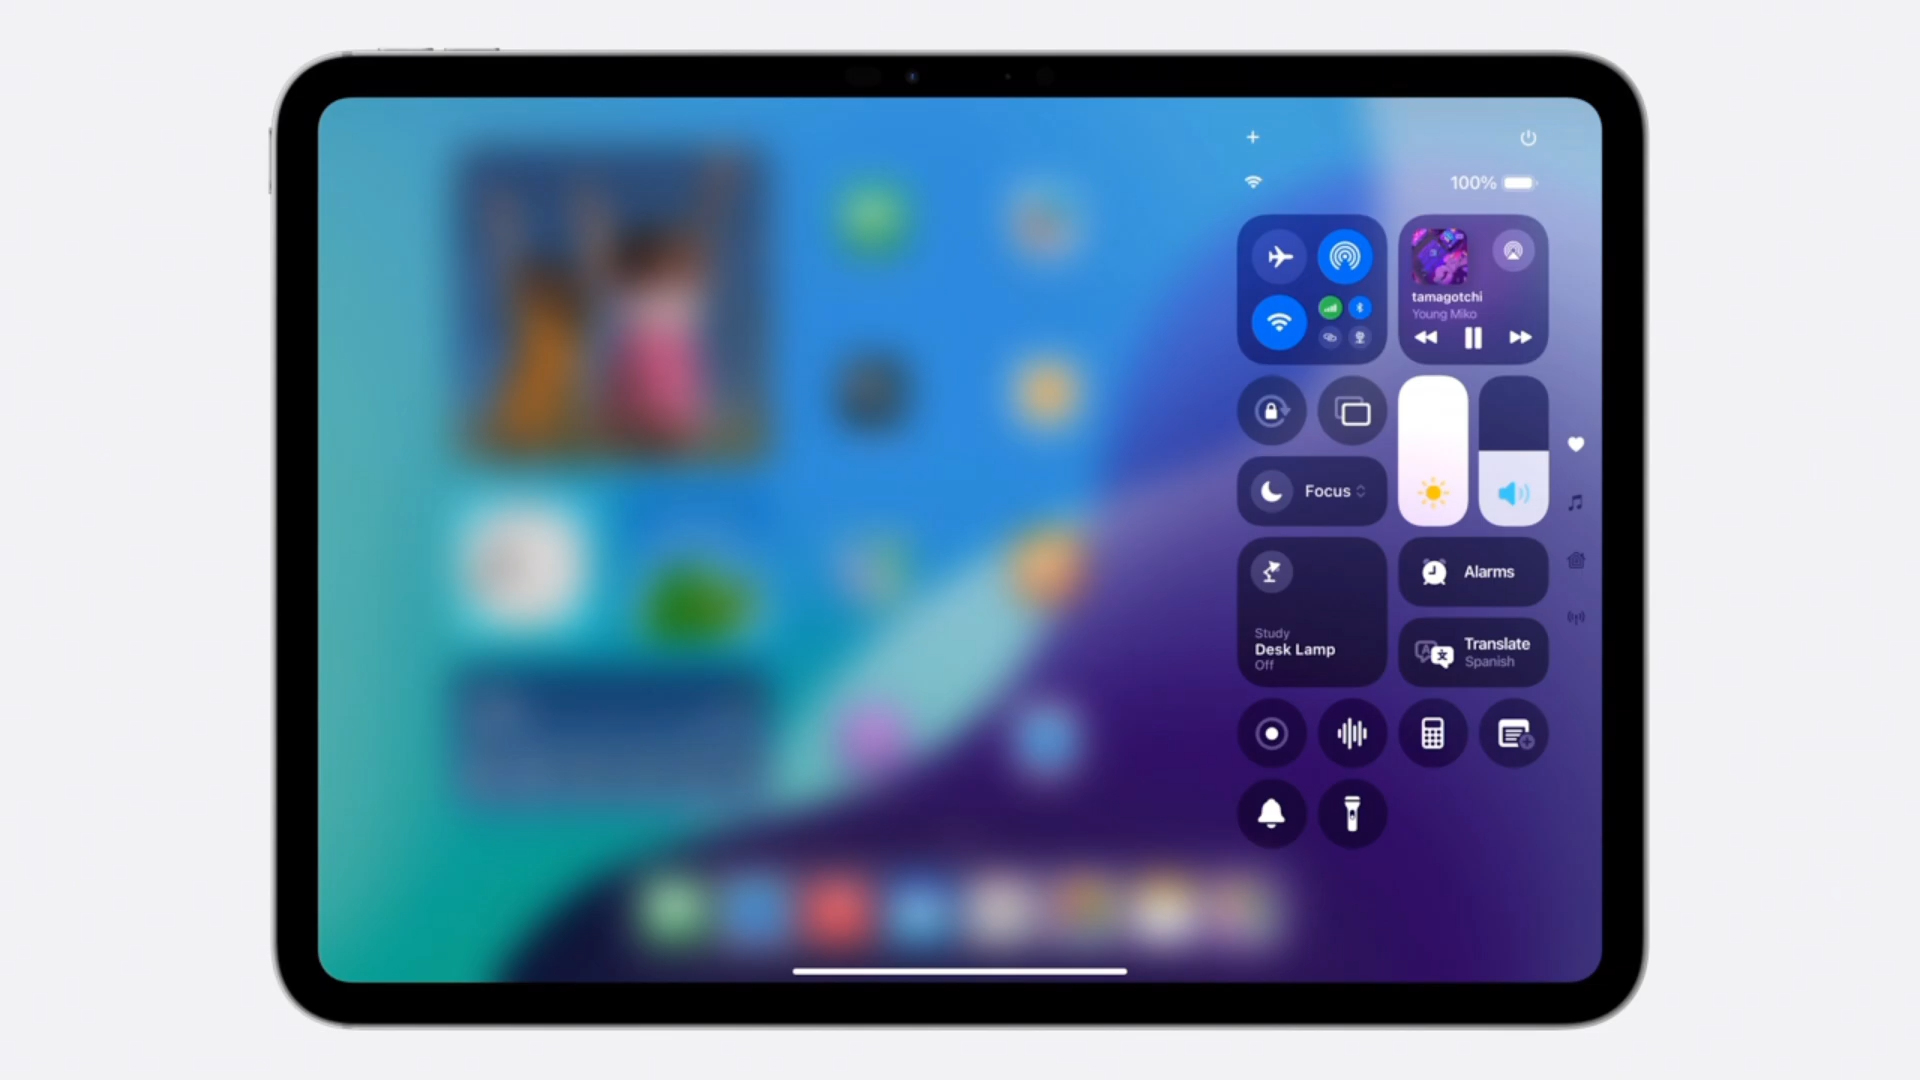 100%
tamagotchi
Young Miko
Focus
Alarms
Study
Desk Lamp
Off
Translate
Spanish